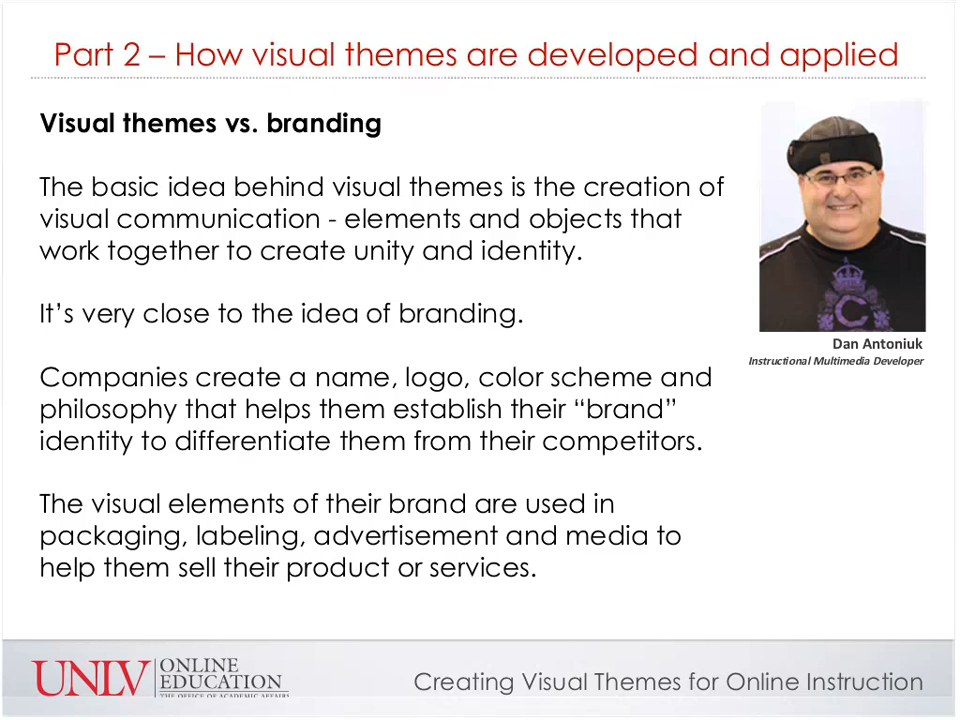 Part 2 – How visual themes are developed and applied
Visual themes vs. branding
The basic idea behind visual themes is the creation of
visual communication - elements and objects that
work together to create unity and identity.
It’s very close to the idea of branding.
Companies create a name, logo, color scheme and
philosophy that helps them establish their “brand”
identity to differentiate them from their competitors.
The visual elements of their brand are used in
packaging, labeling, advertisement and media to
help them sell their product or services.
C
Dan Antoniuk
Instructional Multimedia Developer
UNLV
ONLINE
EDUCATION
THE OFFICE OF ACADEMIC AFFAIRS
Creating Visual Themes for Online Instruction